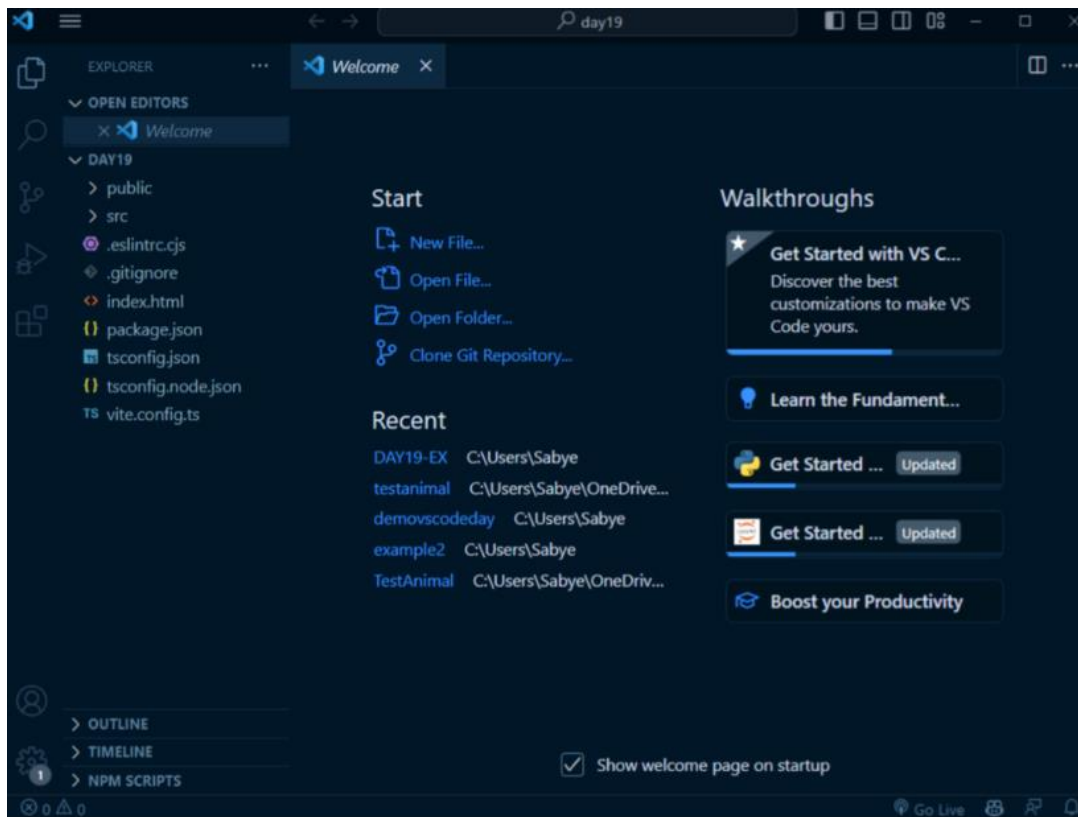 day19
EXPLORER
Welcome
OPEN EDITORS
Welcome
DAY19
public
src
.eslintrc.cjs
.gitignore
index.html
package.json
tsconfig.json
tsconfig.node.json
TS vite.config.ts
OUTLINE
TIMELINE
NPM SCRIPTS
Start
New File...
Open File...
Open Folder...
Clone Git Repository...
Recent
DAY19-EX C:\Users\Sabye
testanimal C:\Users\Sabye\OneDrive...
demovscodeday C:\Users\Sabye
example2 C:\Users\Sabye
TestAnimal C:\Users\Sabye\OneDriv...
Walkthroughs
Get Started with VS C...
Discover the best
customizations to make VS
Code yours.
Learn the Fundament...
Get Started ... Updated
Get Started ... Updated
Boost your Productivity
Show welcome page on startup
1
0 0
Go Live